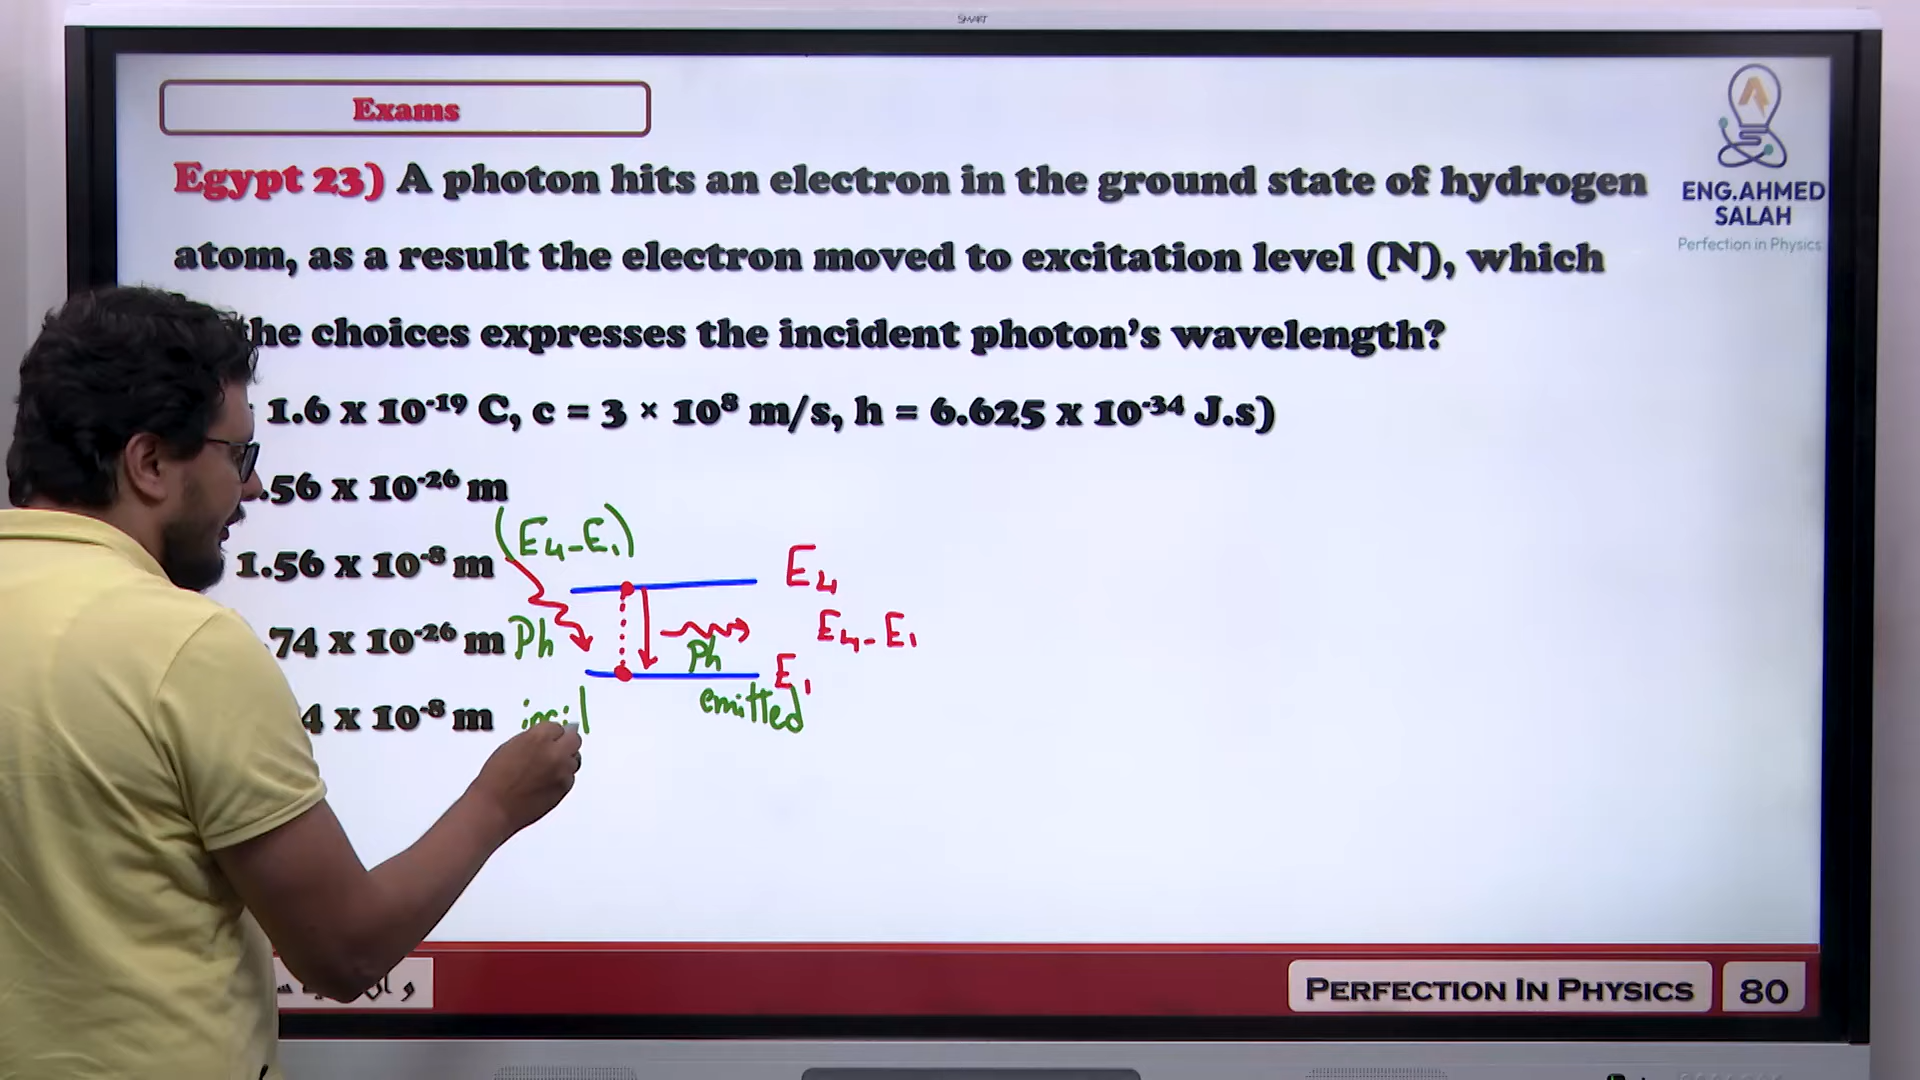 SMART
Exams
ENG.AHMED
SALAH
Perfection in Physics
Egypt 23) A photon hits an electron in the ground state of hydrogen
atom, as a result the electron moved to excitation level (N), which
he choices expresses the incident photon's wavelength?
1.6 x 10⁻¹⁹ C, c = 3 × 10⁸ m/s, h = 6.625 x 10⁻³⁴ J.s)
.56 x 10⁻²⁶ m
1.56 x 10⁻⁸ m
.74 x 10⁻²⁶ m
4 x 10⁻⁸ m
(E₄-E₁)
E₄
E₄-E₁
Ph
Ph
E₁
emitted
PERFECTION IN PHYSICS
80